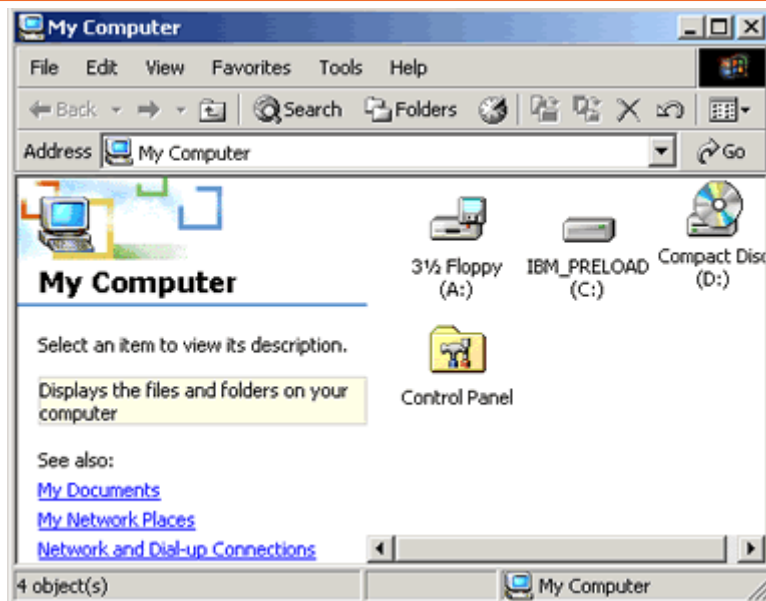 My Computer
File Edit View Favorites Tools Help
Back Search Folders
Address My Computer Go
My Computer
Select an item to view its description.
Displays the files and folders on your
computer
See also:
My Documents
My Network Places
Network and Dial-up Connections
3½ Floppy
(A:)
IBM_PRELOAD
(C:)
Compact Disc
(D:)
Control Panel
4 object(s) My Computer